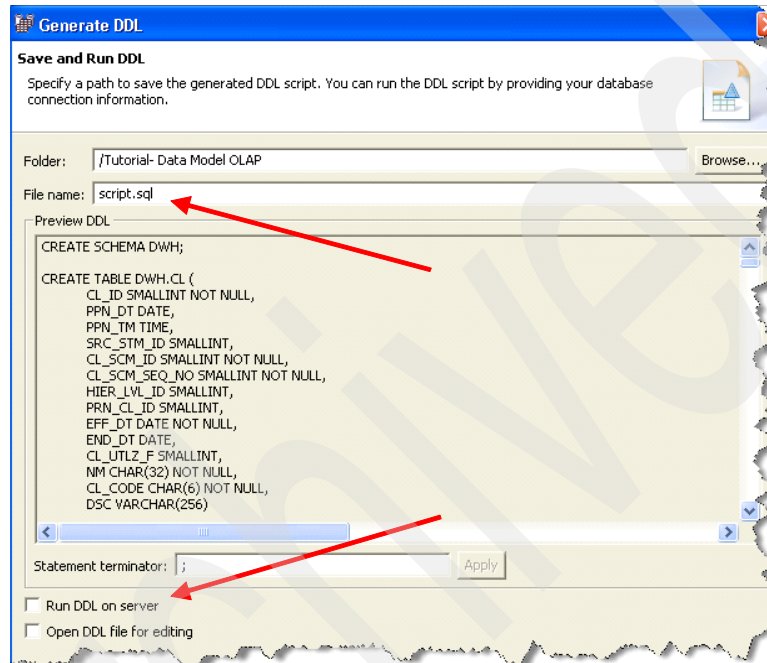 Generate DDL
Save and Run DDL
Specify a path to save the generated DDL script. You can run the DDL script by providing your database
connection information.
Folder: /Tutorial- Data Model OLAP Browse...
File name: script.sql
Preview DDL
CREATE SCHEMA DWH;
CREATE TABLE DWH.CL (
CL_ID SMALLINT NOT NULL,
PPN_DT DATE,
PPN_TM TIME,
SRC_STM_ID SMALLINT,
CL_SCM_ID SMALLINT NOT NULL,
CL_SCM_SEQ_NO SMALLINT NOT NULL,
HIER_LVL_ID SMALLINT,
PRN_CL_ID SMALLINT,
EFF_DT DATE NOT NULL,
END_DT DATE,
CL_UTLZ_F SMALLINT,
NM CHAR(32) NOT NULL,
CL_CODE CHAR(6) NOT NULL,
DSC VARCHAR(256)
Statement terminator: ; Apply
Run DDL on server
Open DDL file for editing